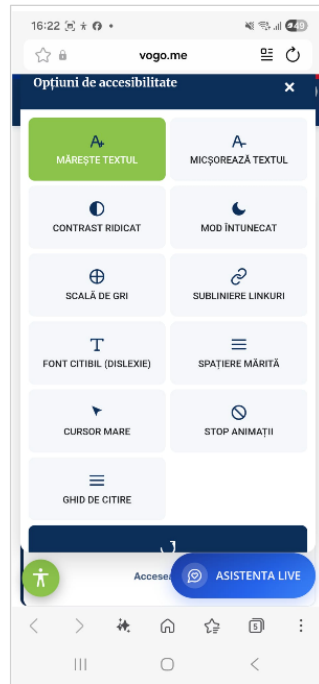 16:22
49
vogo.me
Opțiuni de accesibilitate
MĂREȘTE TEXTUL
MICȘOREAZĂ TEXTUL
CONTRAST RIDICAT
MOD ÎNTUNECAT
SCALĂ DE GRI
SUBLINIERE LINKURI
FONT CITIBIL (DISLEXIE)
SPAȚIERE MĂRITĂ
CURSOR MARE
STOP ANIMAȚII
GHID DE CITIRE
ASISTENTA LIVE
5